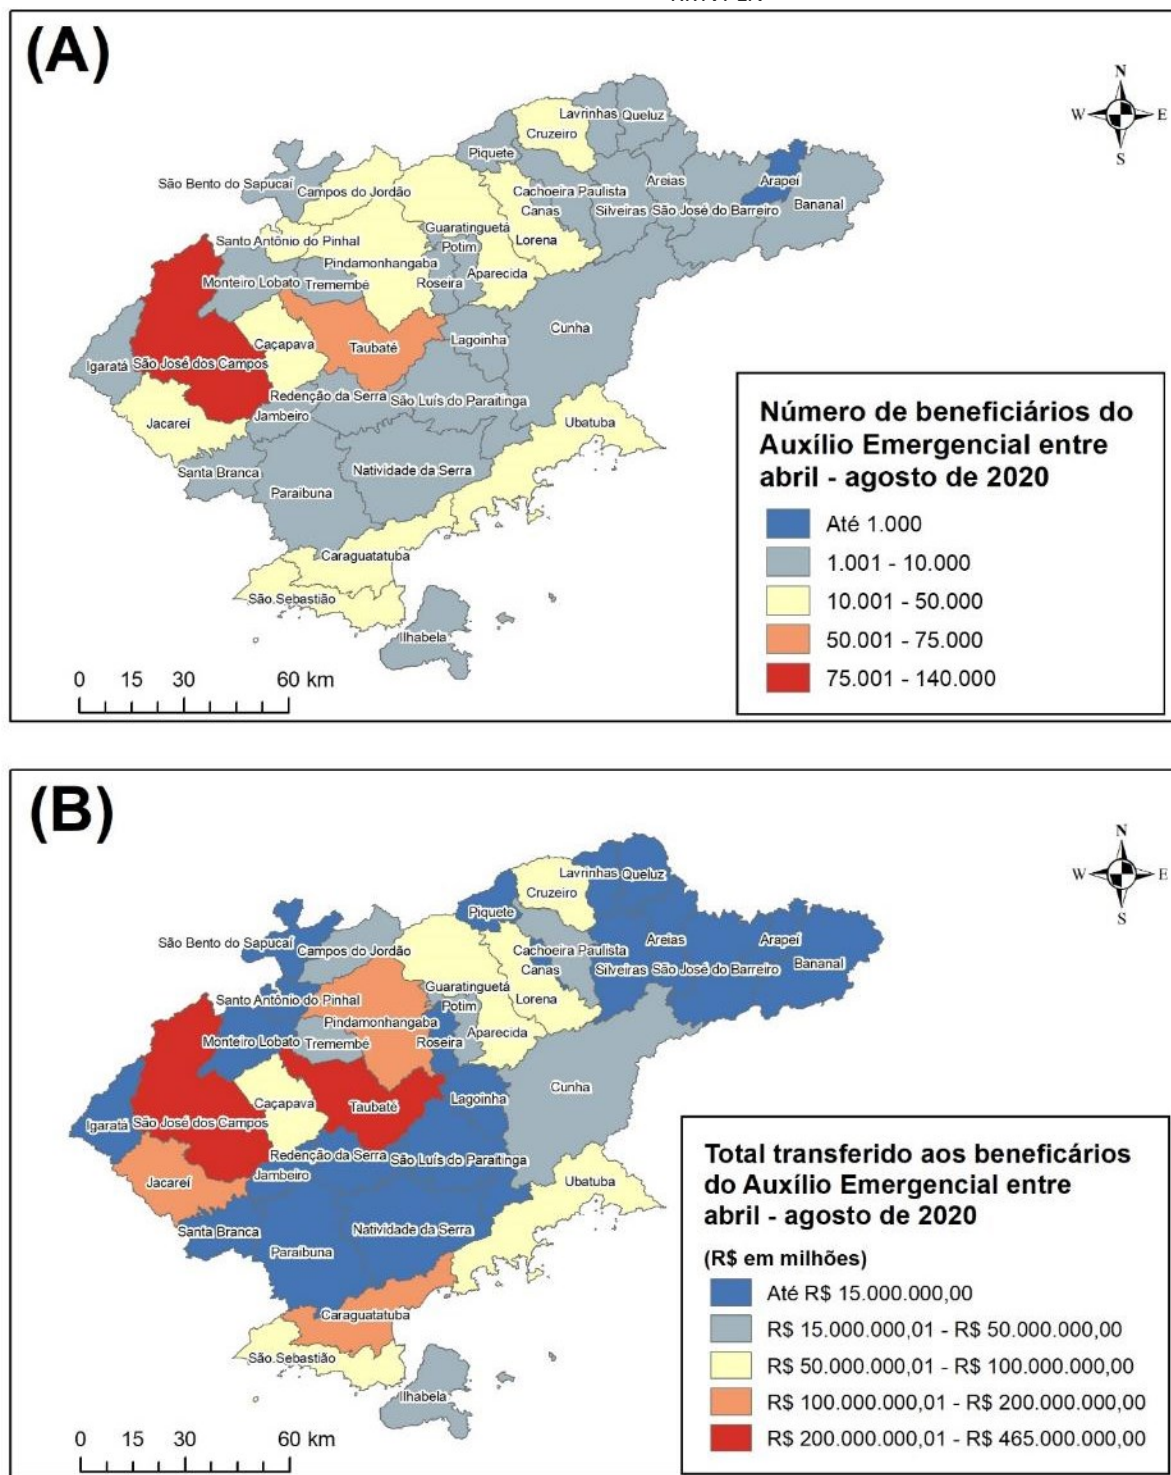 (A)
N
W
E
S
Lavrinhas
Queluz
Cruzeiro
Piquete
São Bento do Sapucaí
Campos do Jordão
Cachoeira Paulista
Areias
Arapeí
Canas
Silveiras
São José do Barreiro
Bananal
Santo Antônio do Pinhal
Guaratinguetá
Lorena
Potim
Pindamonhangaba
Aparecida
Monteiro Lobato
Tremembé
Roseira
Cunha
Caçapava
Taubaté
Lagoinha
Igaratá
São José dos Campos
Redenção da Serra
São Luís do Paraitinga
Jambeiro
Jacareí
Ubatuba
Santa Branca
Natividade da Serra
Paraibuna
Caraguatatuba
São Sebastião
Ilhabela
0 15 30 60 km
Número de beneficiários do
Auxílio Emergencial entre
abril - agosto de 2020
Até 1.000
1.001 - 10.000
10.001 - 50.000
50.001 - 75.000
75.001 - 140.000
(B)
N
W
E
S
Lavrinhas
Queluz
Cruzeiro
Piquete
São Bento do Sapucaí
Campos do Jordão
Cachoeira Paulista
Areias
Arapeí
Canas
Silveiras
São José do Barreiro
Bananal
Santo Antônio do Pinhal
Guaratinguetá
Lorena
Potim
Pindamonhangaba
Aparecida
Monteiro Lobato
Tremembé
Roseira
Cunha
Caçapava
Taubaté
Lagoinha
Igaratá
São José dos Campos
Redenção da Serra
São Luís do Paraitinga
Jambeiro
Jacareí
Ubatuba
Santa Branca
Natividade da Serra
Paraibuna
Caraguatatuba
São Sebastião
Ilhabela
0 15 30 60 km
Total transferido aos beneficários
do Auxílio Emergencial entre
abril - agosto de 2020
(R$ em milhões)
Até R$ 15.000.000,00
R$ 15.000.000,01 - R$ 50.000.000,00
R$ 50.000.000,01 - R$ 100.000.000,00
R$ 100.000.000,01 - R$ 200.000.000,00
R$ 200.000.000,01 - R$ 465.000.000,00